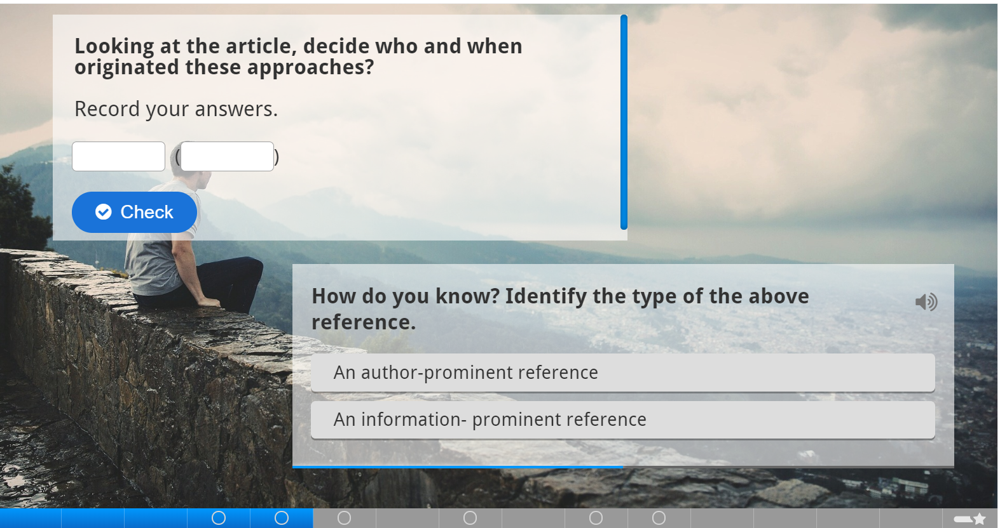 Looking at the article, decide who and when
originated these approaches?
Record your answers.
( )
Check
How do you know? Identify the type of the above
reference.
An author-prominent reference
An information- prominent reference